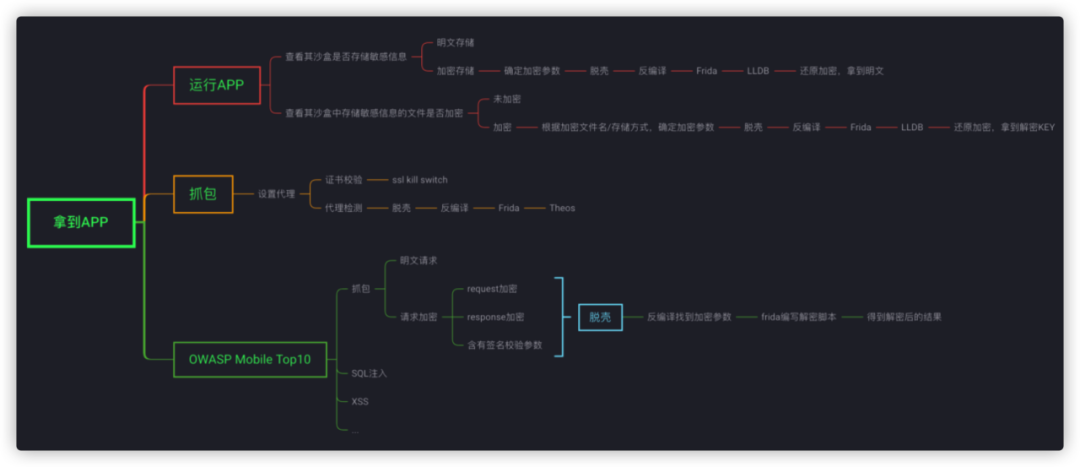 拿到APP
运行APP
查看其沙盒是否存储敏感信息
明文存储
加密存储 确定加密参数 脱壳 反编译 Frida LLDB 还原加密，拿到明文
查看其沙盒中存储敏感信息的文件是否加密
未加密
加密 根据加密文件名/存储方式，确定加密参数 脱壳 反编译 Frida LLDB 还原加密，拿到解密KEY
抓包
设置代理
证书校验 ssl kill switch
代理检测 脱壳 反编译 Frida Theos
OWASP Mobile Top10
抓包
明文请求
请求加密
request加密
response加密
含有签名校验参数
脱壳 反编译找到加密参数 frida编写解密脚本 得到解密后的结果
SQL注入
XSS
...